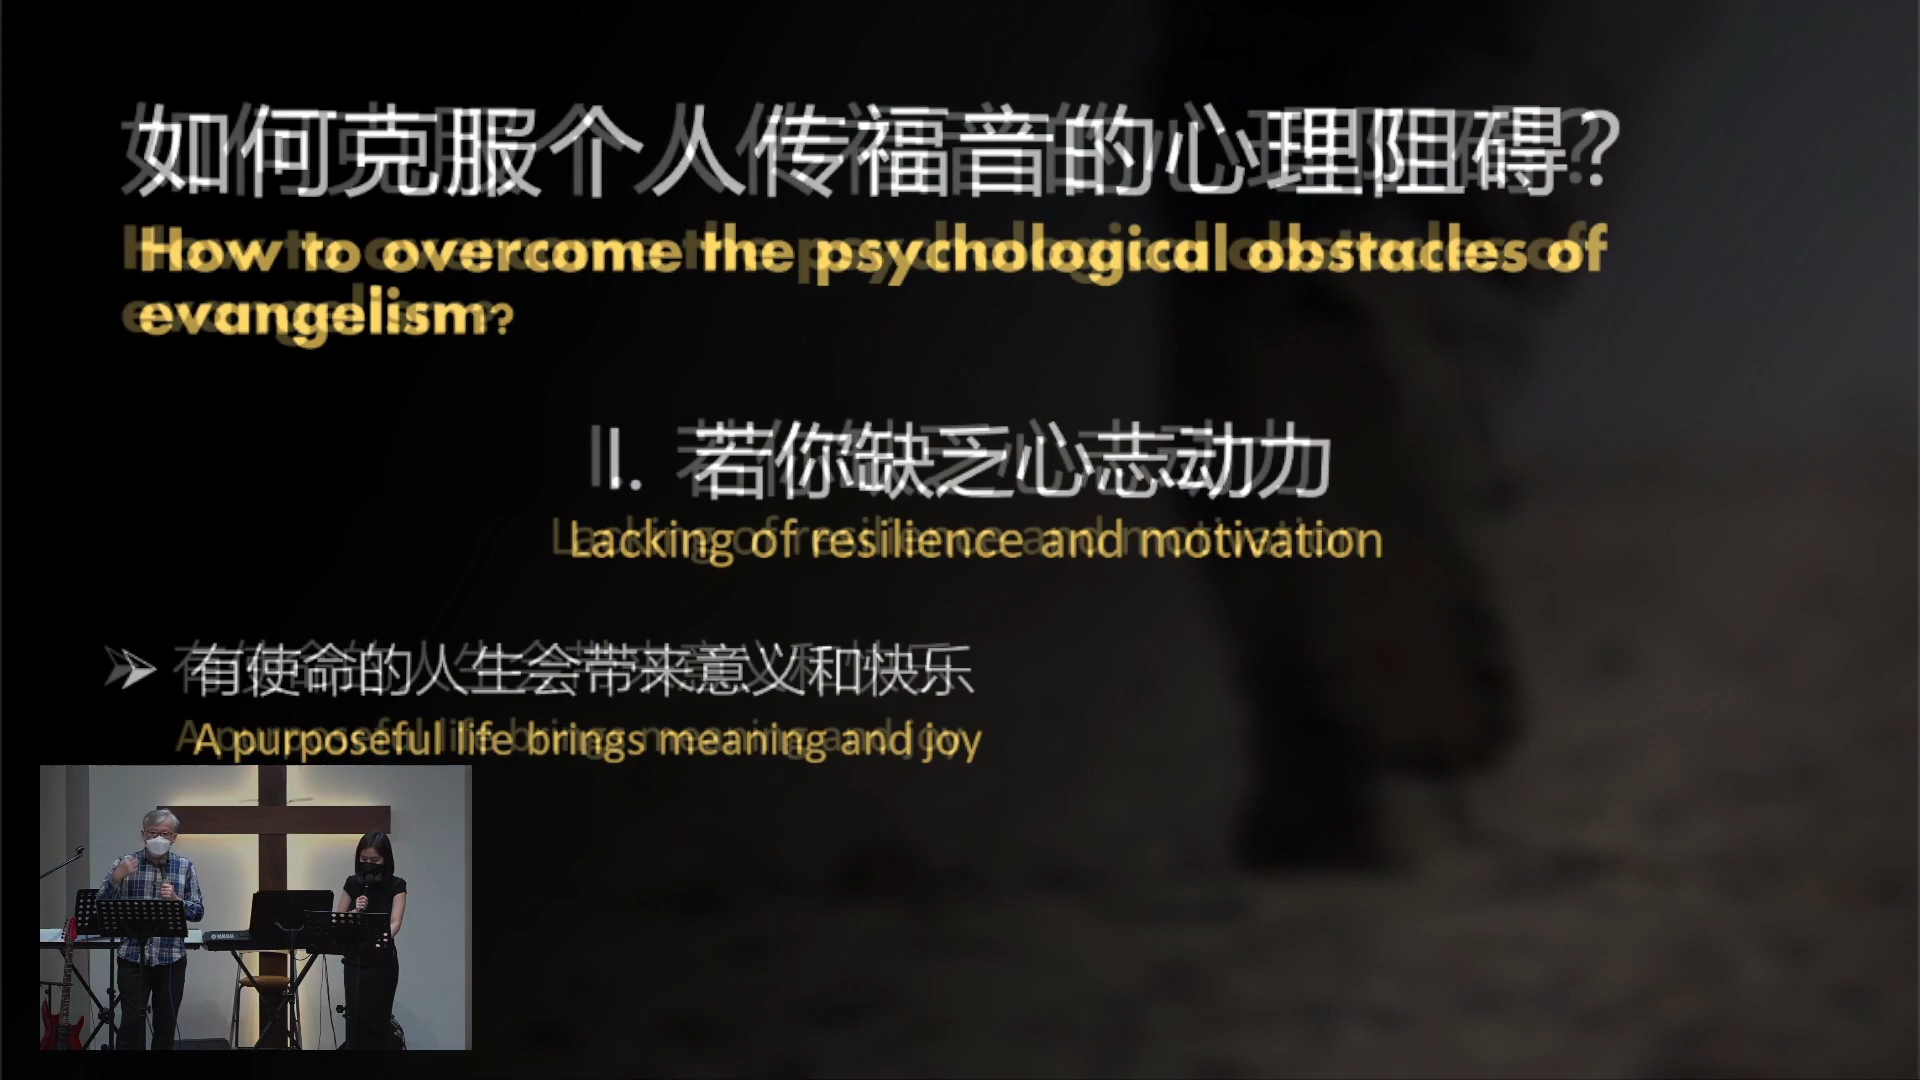 如何克服个人传福音的心理阻碍?
How to overcome the psychological obstacles of
evangelism?
II. 若你缺乏心志动力
Lacking of resilience and motivation
有使命的人生会带来意义和快乐
A purposeful life brings meaning and joy
YAMAHA